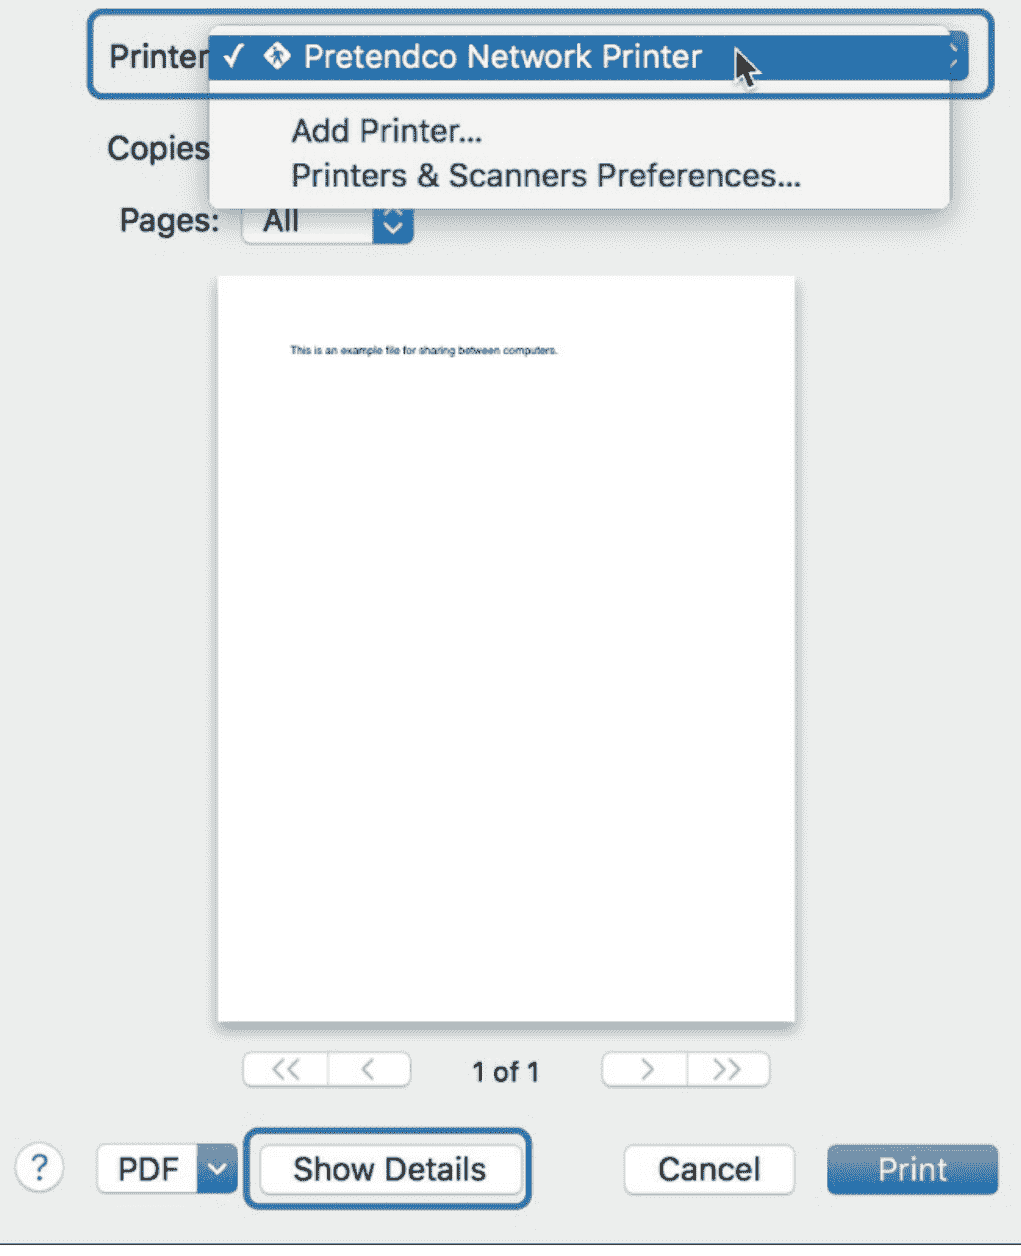 Printer
✓ Pretendco Network Printer
Add Printer...
Printers & Scanners Preferences...
Copies
Pages: All
This is an example file for sharing between computers.
<< < 1 of 1 > >>
? PDF Show Details Cancel Print